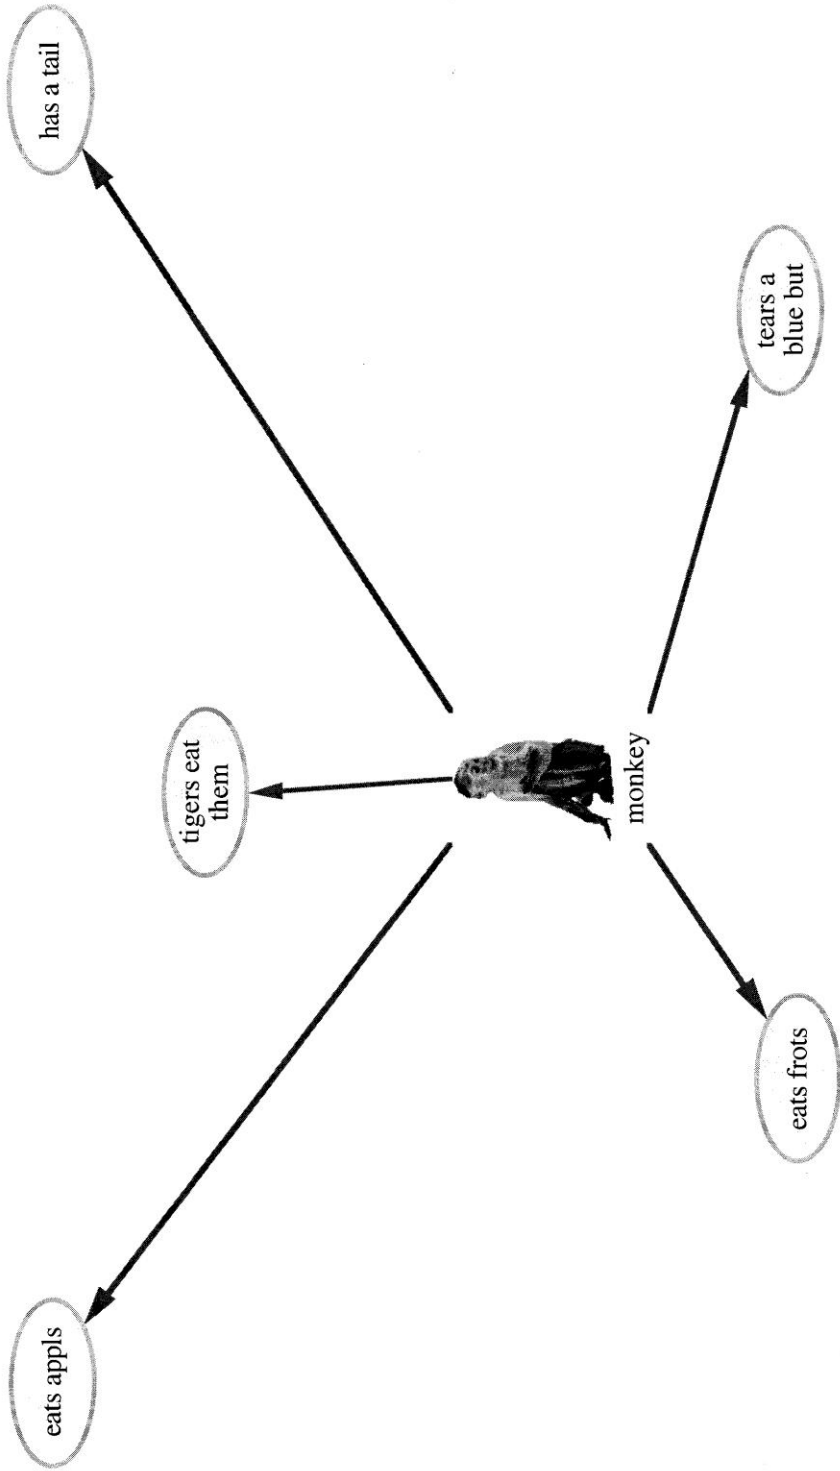 eats appls
has a tail
tigers eat
them
monkey
eats frots
tears a
blue but